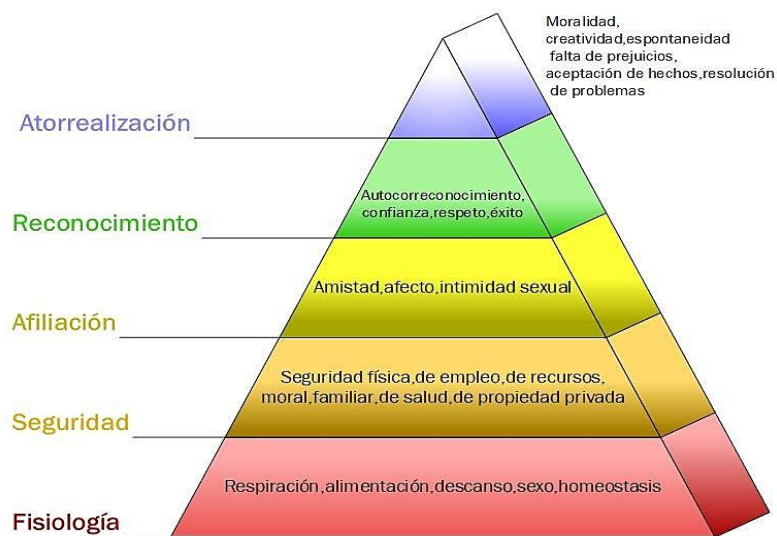 Moralidad,
creatividad,espontaneidad
falta de prejuicios,
aceptación de hechos,resolución
de problemas
Atorrealización
Autocorreconocimiento,
confianza,respeto,éxito
Reconocimiento
Amistad,afecto,intimidad sexual
Afiliación
Seguridad física,de empleo,de recursos,
moral,familiar,de salud,de propiedad privada
Seguridad
Respiración,alimentación,descanso,sexo,homeostasis
Fisiología